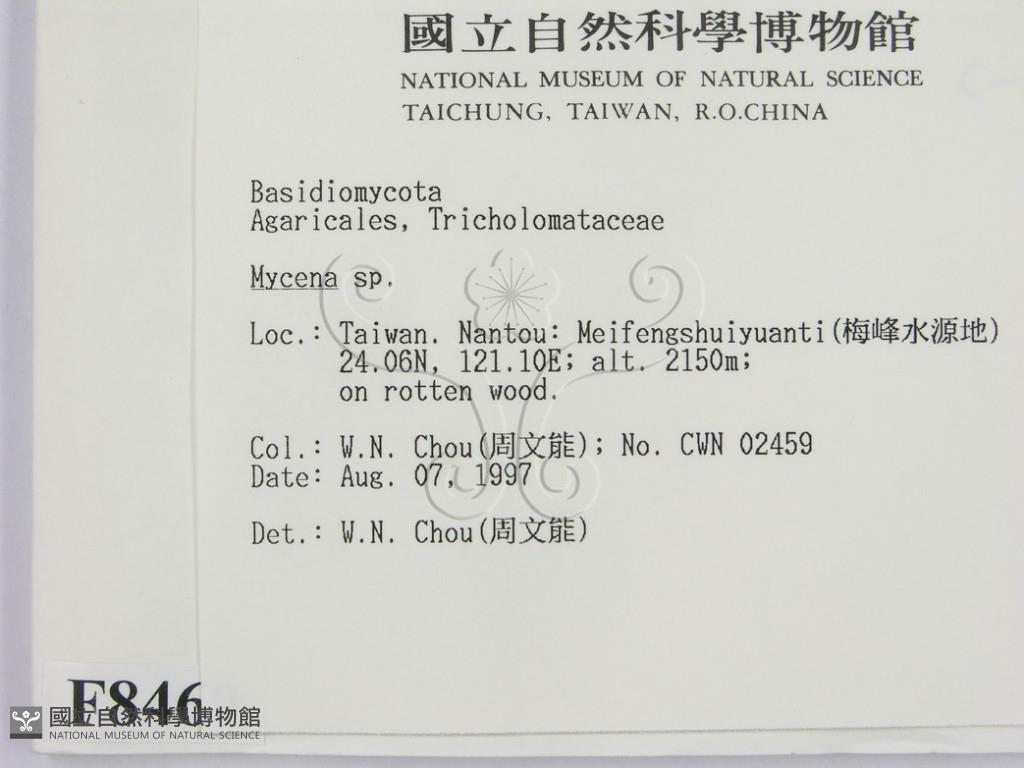 國立自然科學博物館
NATIONAL MUSEUM OF NATURAL SCIENCE
TAICHUNG, TAIWAN, R.O.CHINA
Basidiomycota
Agaricales, Tricholomataceae
Mycena sp.
Loc.: Taiwan. Nantou: Meifengshuiyuanti(梅峰水源地)
24.06N, 121.10E; alt. 2150m;
on rotten wood.
Col.: W.N. Chou(周文能); No. CWN 02459
Date: Aug. 07, 1997
Det.: W.N. Chou(周文能)
F846
國立自然科學博物館
NATIONAL MUSEUM OF NATURAL SCIENCE